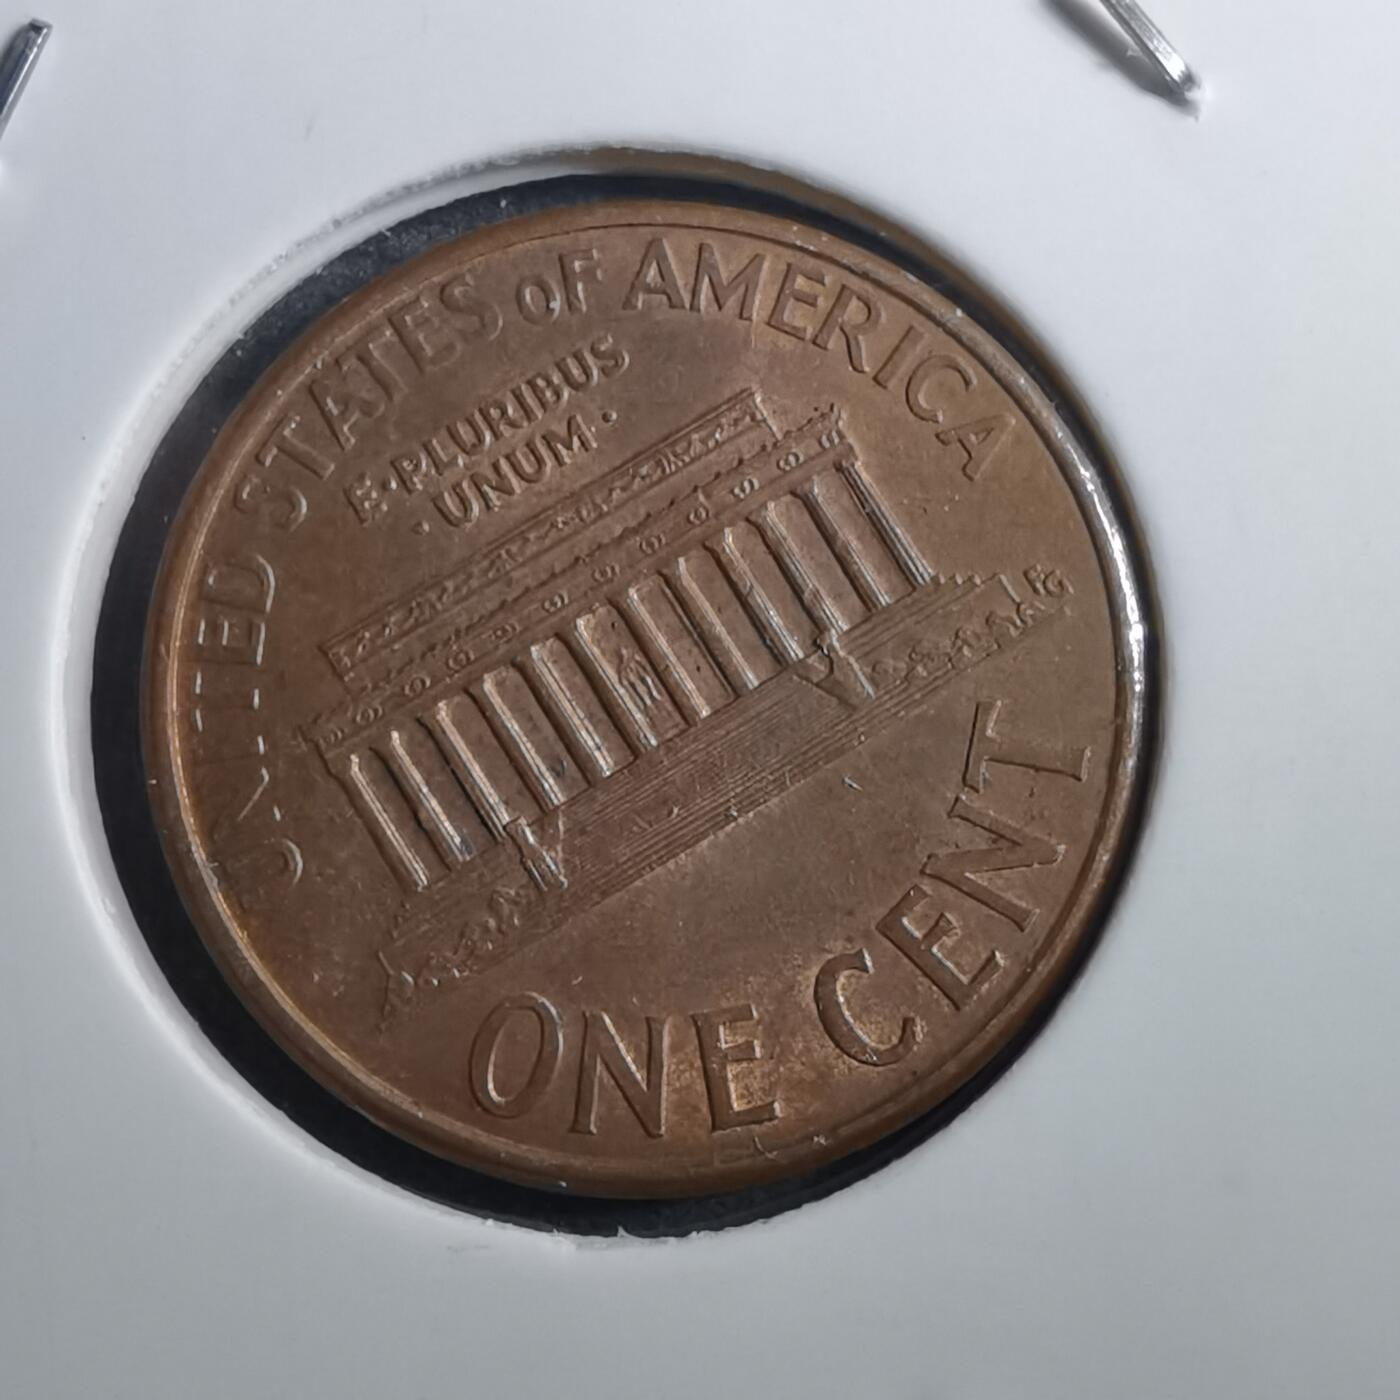 UNITED STATES OF AMERICA
E·PLURIBUS
·UNUM·
FG
ONE CENT